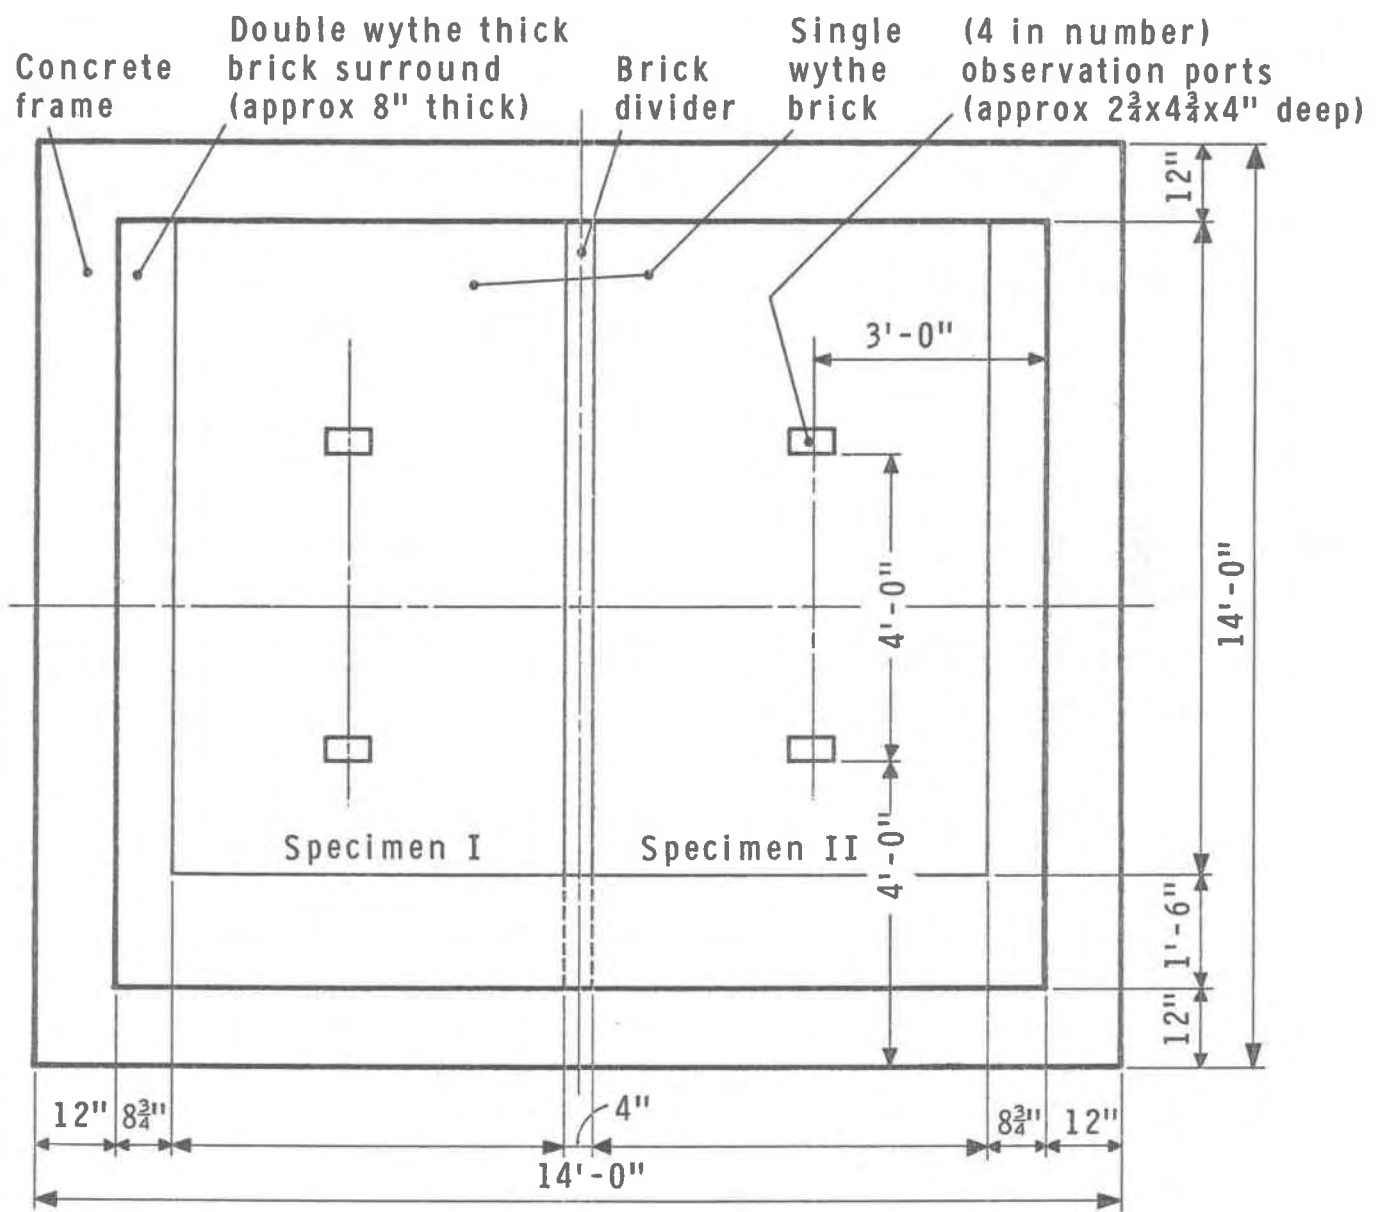 Concrete
frame
Double wythe thick
brick surround
(approx 8" thick)
Brick
divider
Single
wythe
brick
(4 in number)
observation ports
(approx 2¾x4¾x4" deep)
12"
3'-0"
4'-0"
14'-0"
Specimen I
Specimen II
4'-0"
1'-6"
12"
12"
8¾"
4"
8¾"
12"
14'-0"